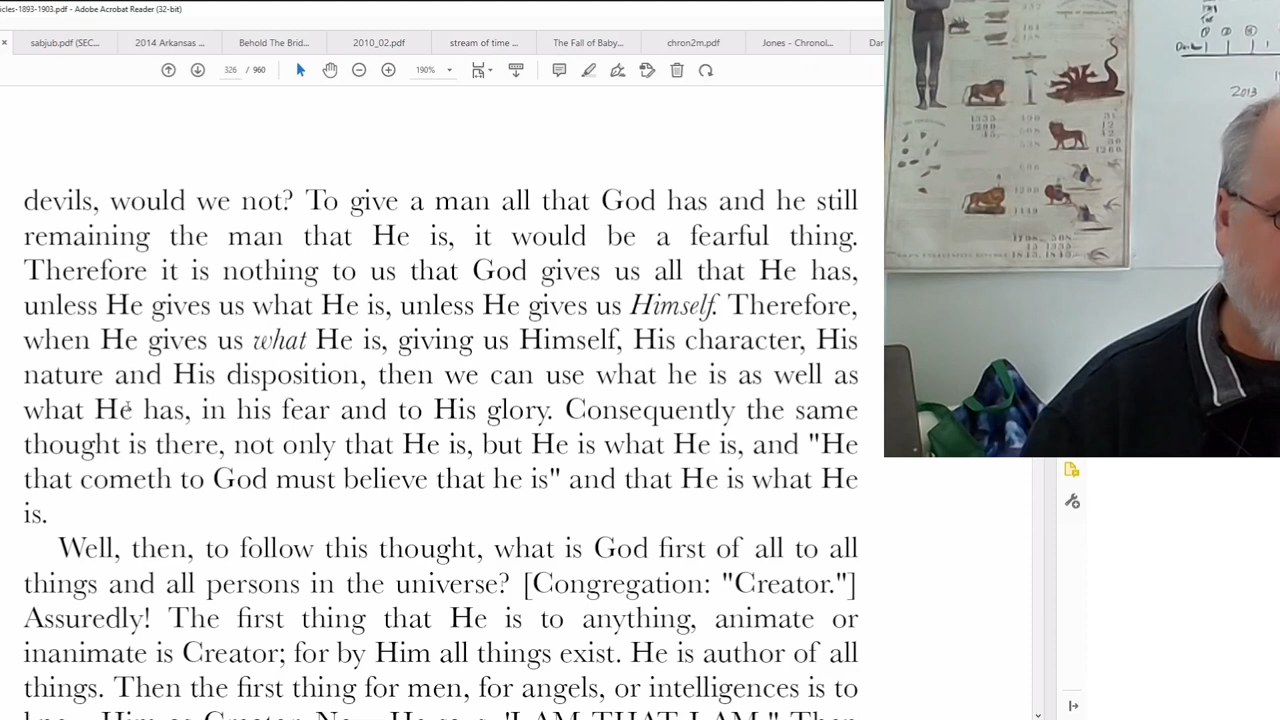 cles-1893-1903.pdf - Adobe Acrobat Reader (32-bit)
sabjub.pdf (SEC... 2014 Arkansas ... Behold The Brid... 2010_02.pdf stream of time ... The Fall of Baby... chron2m.pdf Jones - Chronol... Dar
326 / 960 190%
devils, would we not? To give a man all that God has and he still
remaining the man that He is, it would be a fearful thing.
Therefore it is nothing to us that God gives us all that He has,
unless He gives us what He is, unless He gives us Himself. Therefore,
when He gives us what He is, giving us Himself, His character, His
nature and His disposition, then we can use what he is as well as
what He has, in his fear and to His glory. Consequently the same
thought is there, not only that He is, but He is what He is, and "He
that cometh to God must believe that he is" and that He is what He
is.
Well, then, to follow this thought, what is God first of all to all
things and all persons in the universe? [Congregation: "Creator."]
Assuredly! The first thing that He is to anything, animate or
inanimate is Creator; for by Him all things exist. He is author of all
things. Then the first thing for men, for angels, or intelligences is to
2013